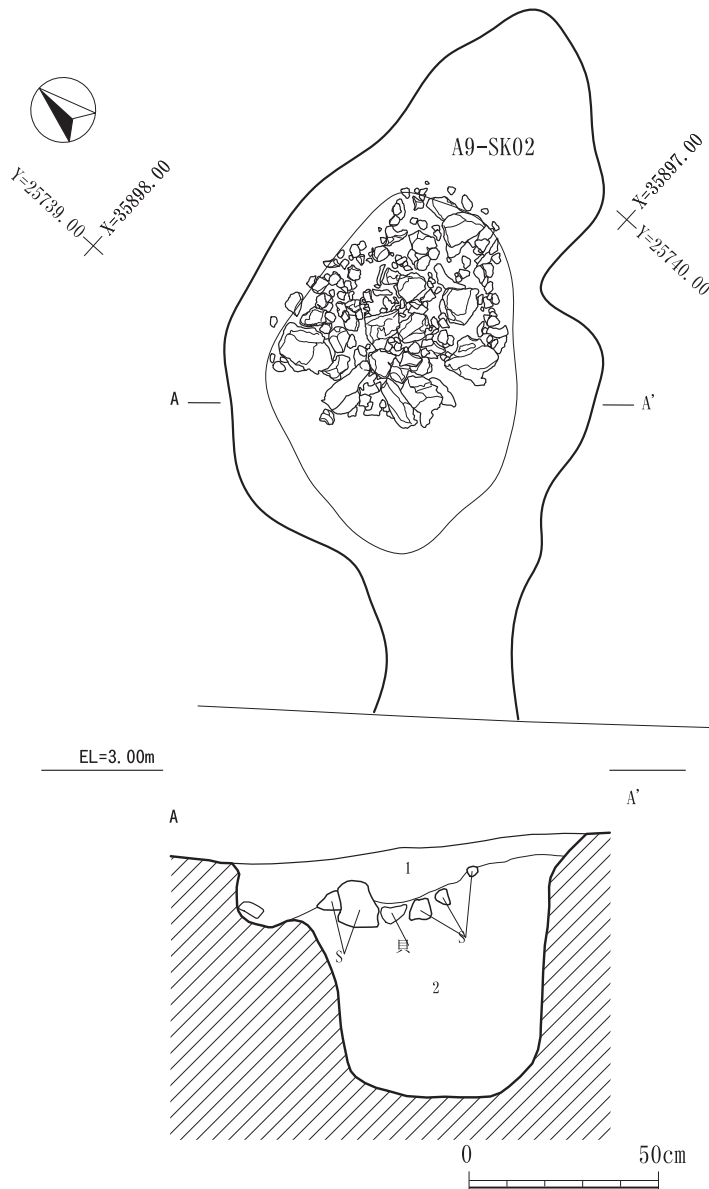 A9-SK02
Y=25739.00
X=35898.00
X=35897.00
Y=25740.00
A
A'
EL=3.00m
A
A'
1
S
貝
S
2
0
50cm